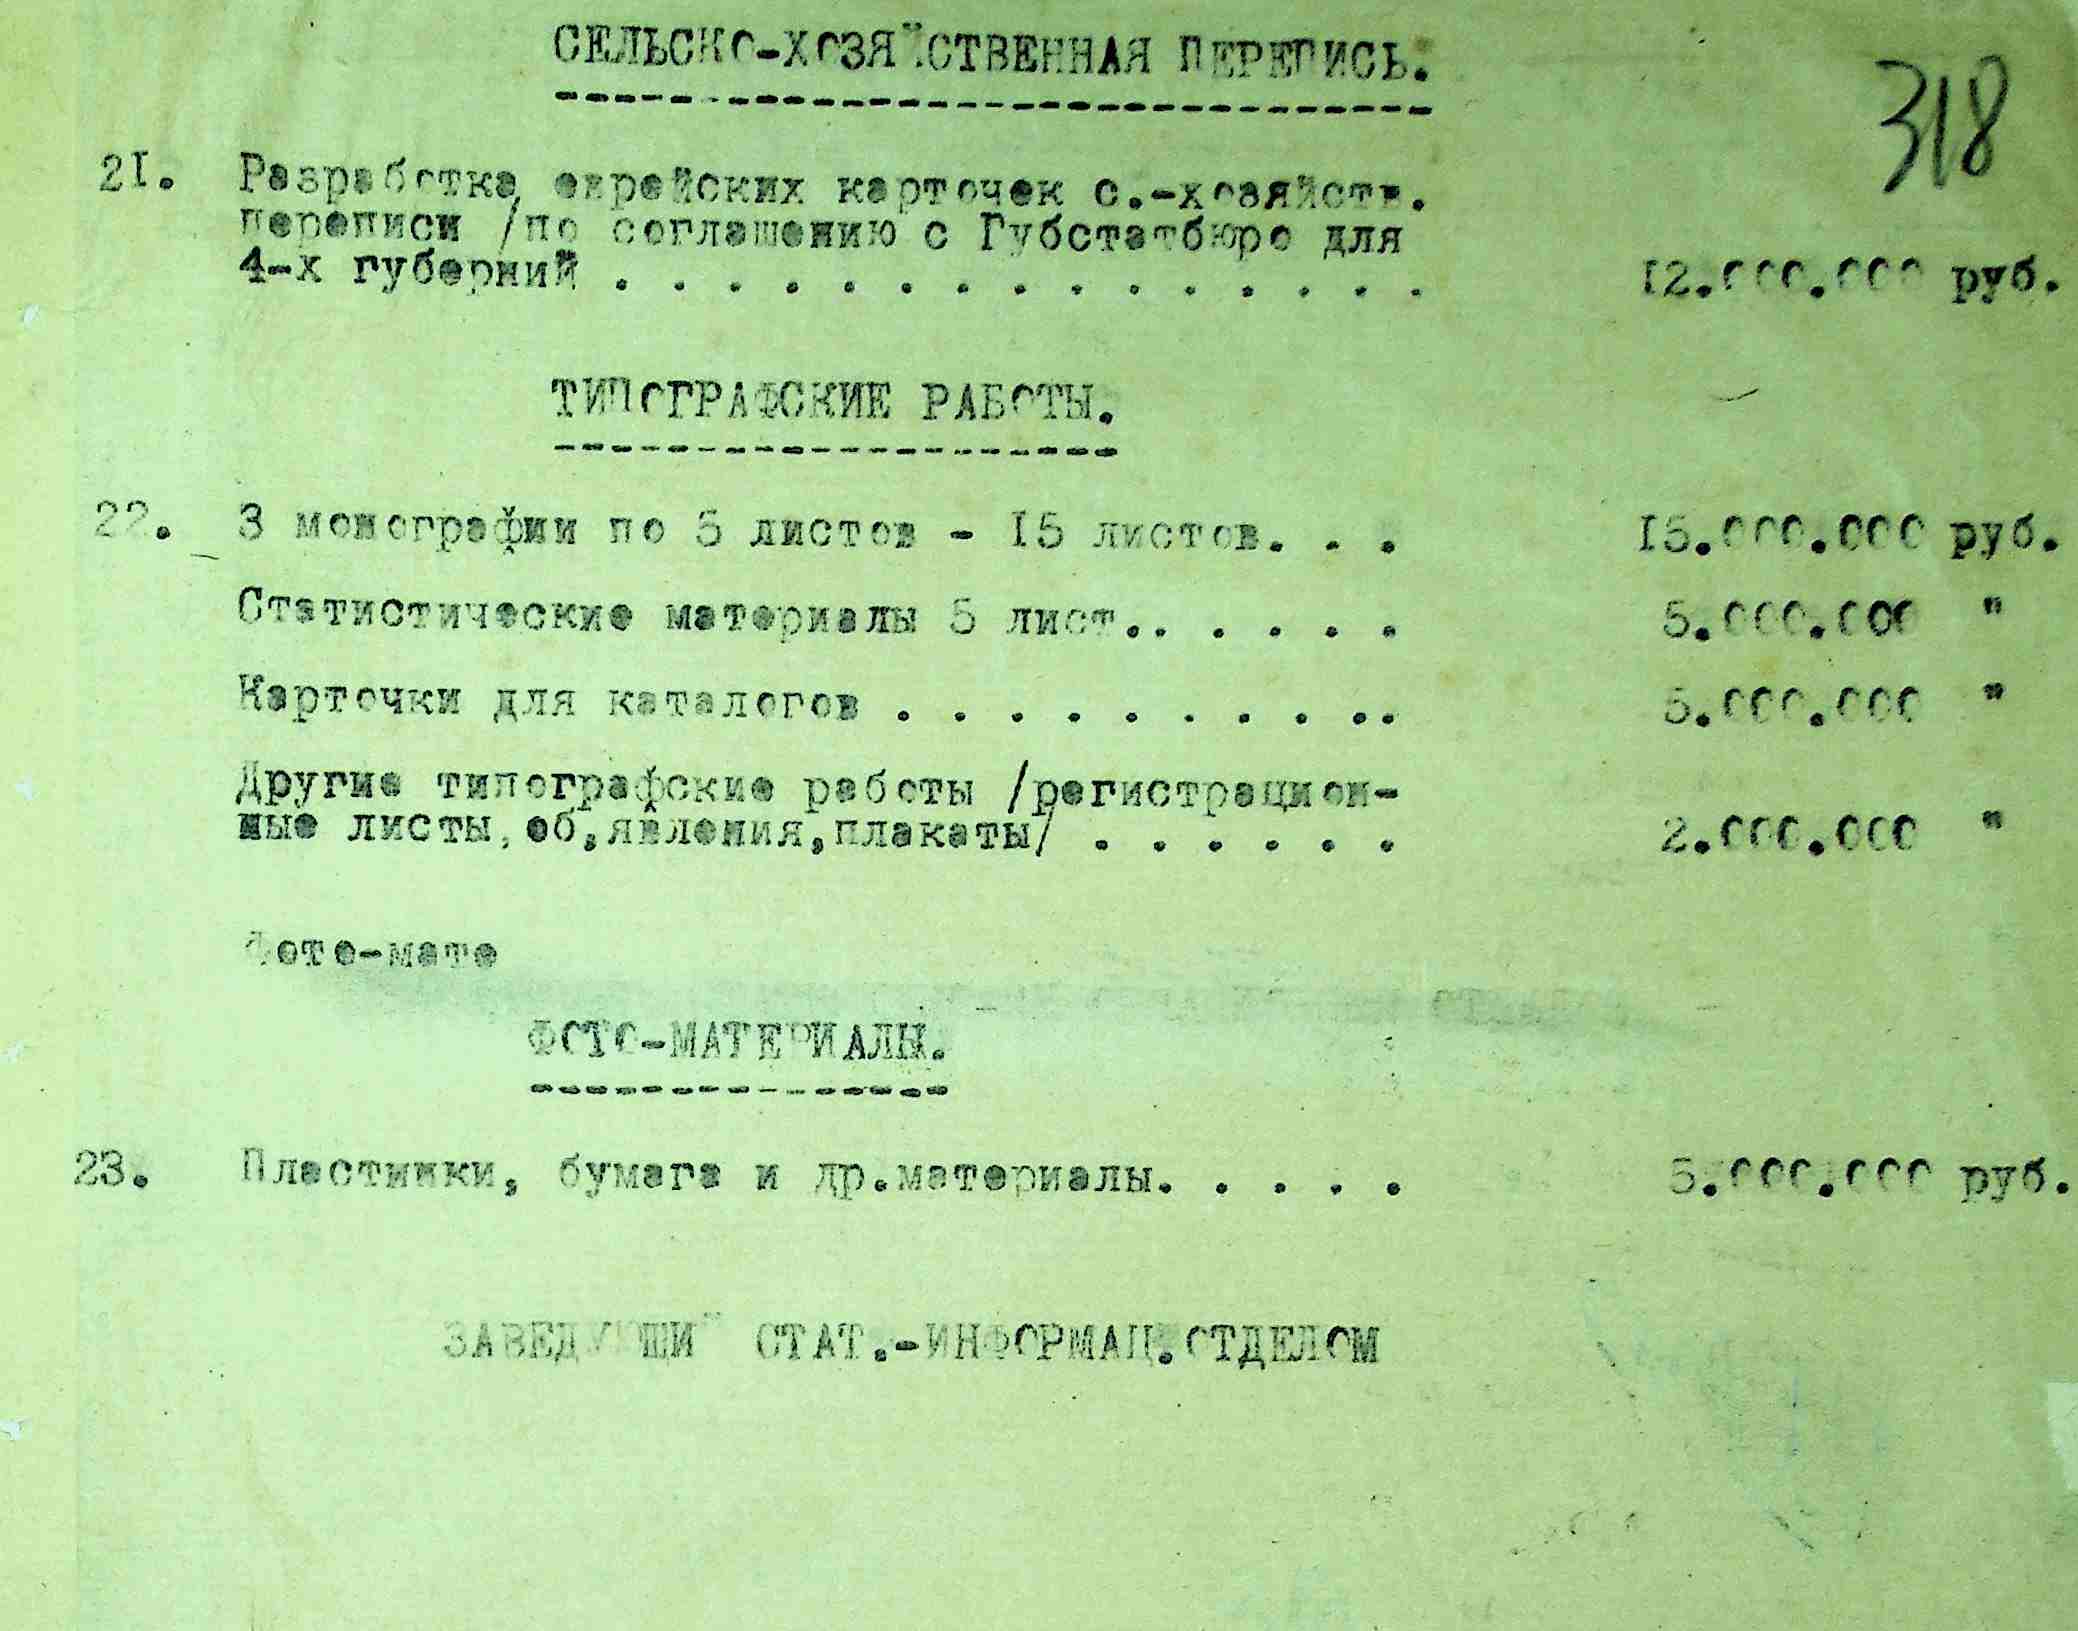 318
СЕЛЬСКО-ХОЗЯЙСТВЕННАЯ ПЕРЕПИСЬ.
21. Разработка еврейских карточек с.-хозяйств.
переписи /по соглашению с Губстатбюро для
4-х губерний . . . . . . . . . . . . . . . 12.000.000 руб.
ТИПОГРАФСКИЕ РАБОТЫ.
22. 3 монографии по 5 листов - 15 листов. . . 15.000.000 руб.
Статистические материалы 5 лист.. . . . . 5.000.000 "
Карточки для каталогов . . . . . . . . .. 5.000.000 "
Другие типографские работы /регистрацион-
ные листы, об,явления,плакаты/ . . . . . . 2.000.000 "
Фото-мате
ФОТО-МАТЕРИАЛЫ.
23. Пластинки, бумага и др.материалы. . . . . 5.000.000 руб.
ЗАВЕДУЮЩИЙ СТАТ.-ИНФОРМАЦ.ОТДЕЛОМ